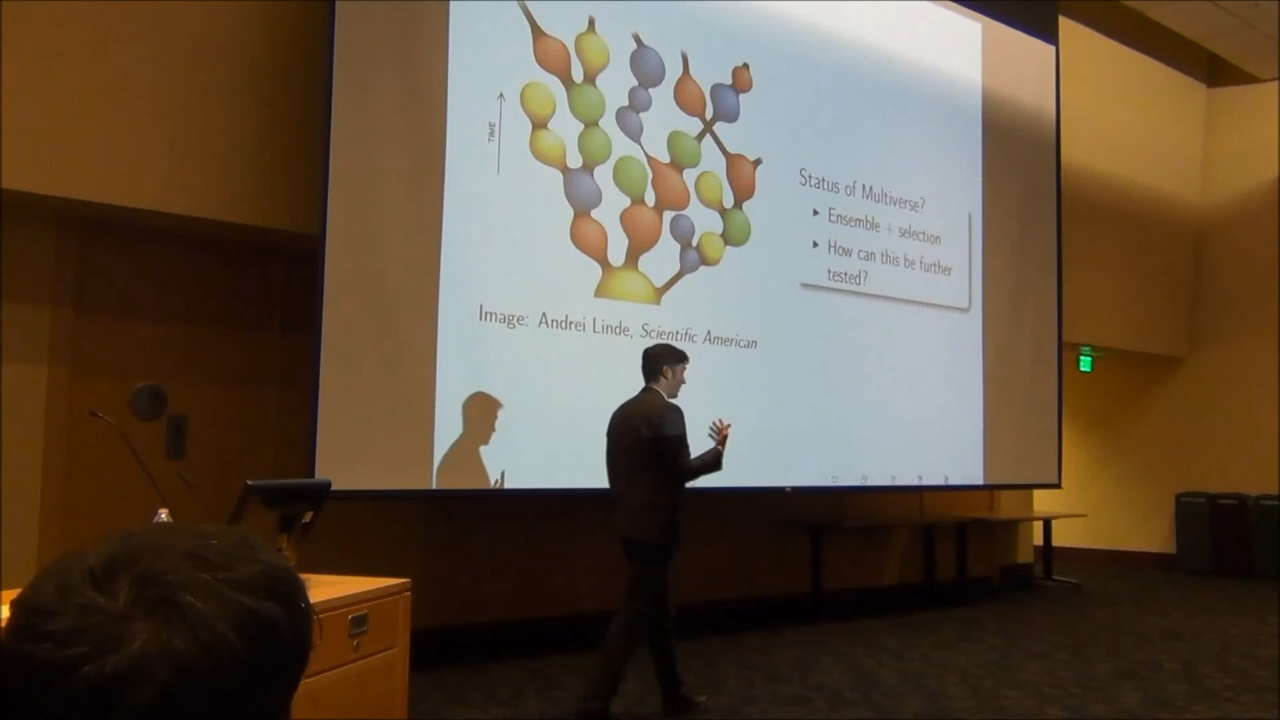 TIME
Status of Multiverse?
Ensemble + selection
How can this be further
tested?
Image: Andrei Linde, Scientific American